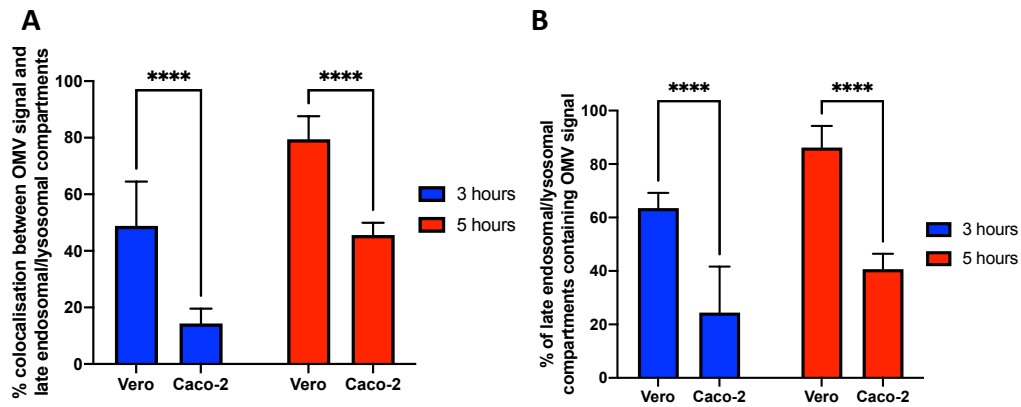 A
% colocalisation between OMV signal and
late endosomal/lysosomal compartments
100
80
60
40
20
0
****
****
Vero
Caco-2
Vero
Caco-2
3 hours
5 hours
B
% of late endosomal/lysosomal
compartments containing OMV signal
100
80
60
40
20
0
****
****
Vero
Caco-2
Vero
Caco-2
3 hours
5 hours